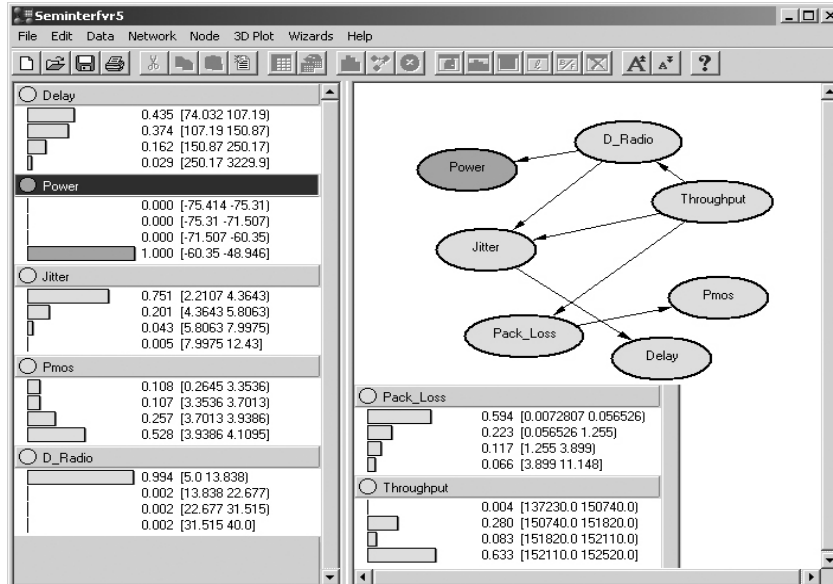 Seminterfvr5
File Edit Data Network Node 3D Plot Wizards Help
Delay
0.435 [74.032 107.19)
0.374 [107.19 150.87)
0.162 [150.87 250.17)
0.029 [250.17 3229.9]
Power
0.000 [-75.414 -75.31)
0.000 [-75.31 -71.507)
0.000 [-71.507 -60.35)
1.000 [-60.35 -48.946]
Jitter
0.751 [2.2107 4.3643)
0.201 [4.3643 5.8063)
0.043 [5.8063 7.9975)
0.005 [7.9975 12.43]
Pmos
0.108 [0.2645 3.3536)
0.107 [3.3536 3.7013)
0.257 [3.7013 3.9386)
0.528 [3.9386 4.1095)
D_Radio
0.994 [5.0 13.838)
0.002 [13.838 22.677)
0.002 [22.677 31.515)
0.002 [31.515 40.0]
D_Radio
Power
Throughput
Jitter
Pmos
Pack_Loss
Delay
Pack_Loss
0.594 [0.0072807 0.056526)
0.223 [0.056526 1.255)
0.117 [1.255 3.899)
0.066 [3.899 11.148]
Throughput
0.004 [137230.0 150740.0)
0.280 [150740.0 151820.0)
0.083 [151820.0 152110.0)
0.633 [152110.0 152520.0)